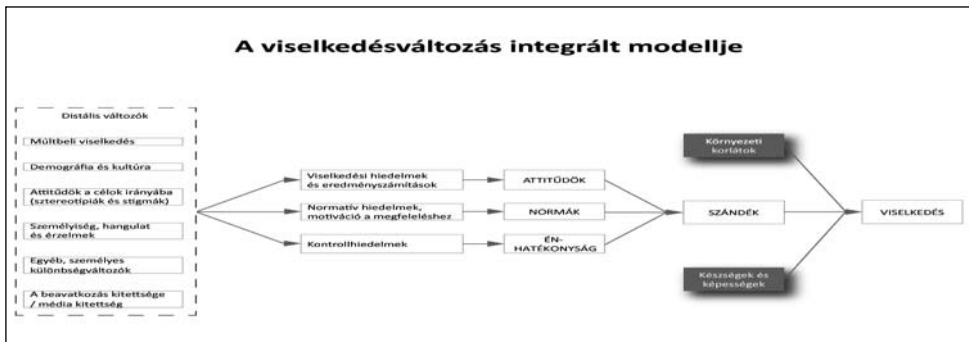 A viselkedésváltozás integrált modellje
Distális változók
Múltbeli viselkedés
Demográfia és kultúra
Attitűdök a célok irányába
(sztereotípiák és stigmák)
Személyiség, hangulat
és érzelmek
Egyéb, személyes
különbségváltozók
A beavatkozás kitettsége
/ média kitettség
Viselkedési hiedelmek
és eredményszámítások
Normatív hiedelmek,
motiváció a megfeleléshez
Kontrollhiedelmek
ATTITŰDÖK
NORMÁK
ÉN-
HATÉKONYSÁG
Környezeti
korlátok
SZÁNDÉK
Készségek és
képességek
VISELKEDÉS